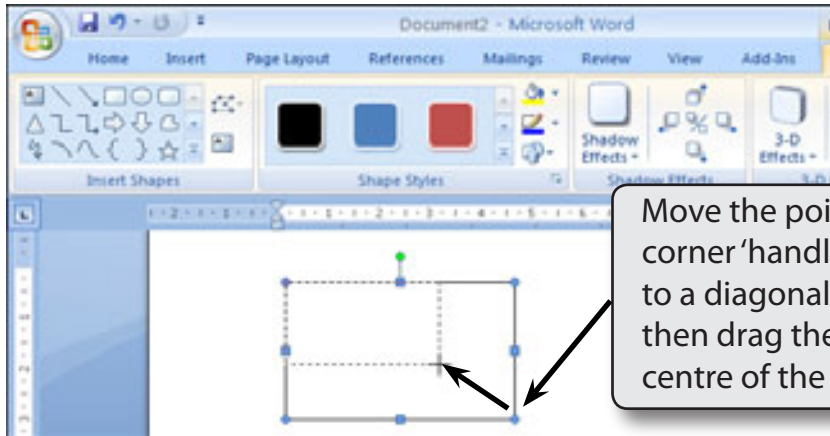 Document2 - Microsoft Word
Home Insert Page Layout References Mailings Review View Add-Ins
Shadow Effects
3-D Effects
Insert Shapes Shape Styles Shadow Effects 3-D
Move the poi
corner ‘handl
to a diagonal
then drag the
centre of the